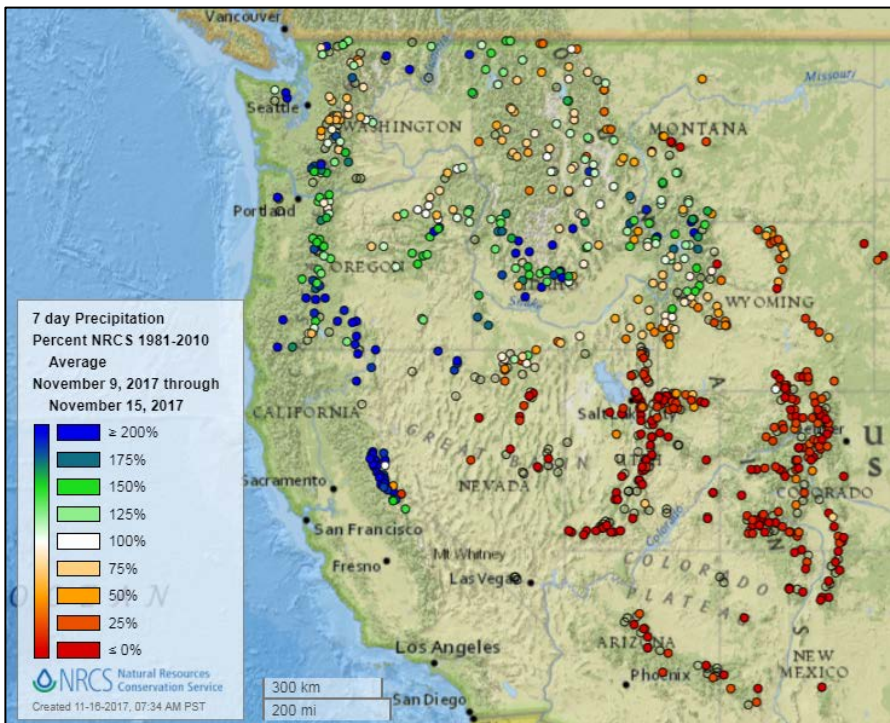 Vancouver
Seattle
WASHINGTON
MONTANA
Missouri
Portland
OREGON
Snake
WYOMING
7 day Precipitation
Percent NRCS 1981-2010
Average
November 9, 2017 through
November 15, 2017
≥ 200%
175%
150%
125%
100%
75%
50%
25%
≤ 0%
NRCS Natural Resources
Conservation Service
Created 11-16-2017, 07:34 AM PST
CALIFORNIA
GREAT BASIN
NEVADA
UTAH
Sacramento
San Francisco
COLORADO
Colorado
Fresno
Mt Whitney
Las Vegas
COLORADO
PLATEAU
Los Angeles
ARIZONA
Phoenix
NEW
MEXICO
San Diego
300 km
200 mi